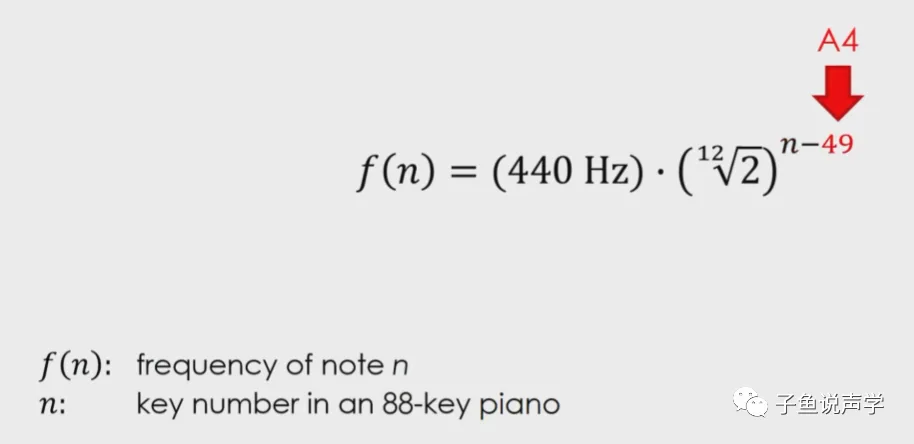 A4
f(n) = (440 Hz) · (¹²√2)ⁿ⁻⁴⁹
f(n): frequency of note n
n: key number in an 88-key piano
子鱼说声学